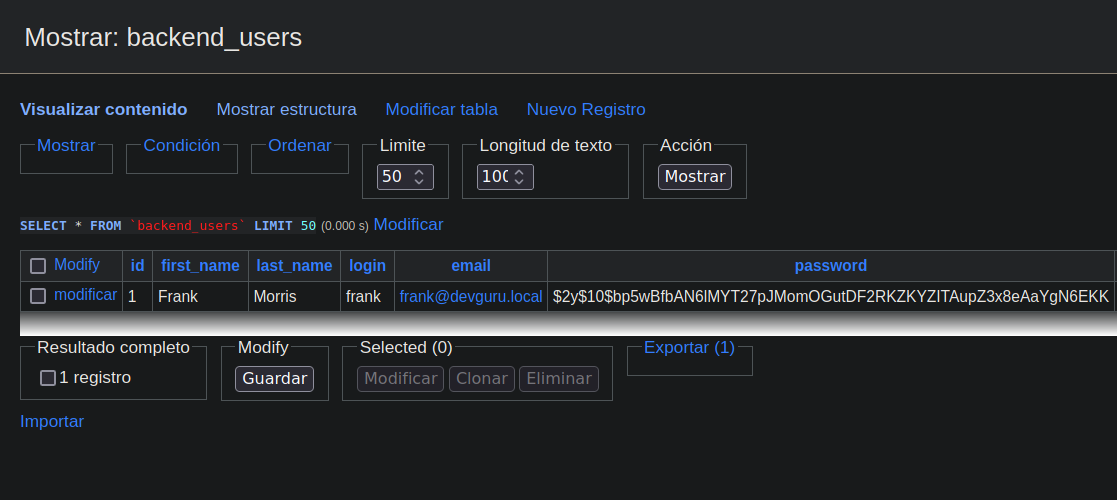 Mostrar: backend_users
Visualizar contenido Mostrar estructura Modificar tabla Nuevo Registro
Mostrar Condición Ordenar Limite Longitud de texto Acción
50 100 Mostrar
SELECT * FROM `backend_users` LIMIT 50 (0.000 s) Modificar
Modify id first_name last_name login email password
modificar 1 Frank Morris frank frank@devguru.local $2y$10$bp5wBfbAN6lMYT27pJMomOGutDF2RKZKYZITAupZ3x8eAaYgN6EKK
Resultado completo Modify Selected (0) Exportar (1)
1 registro Guardar Modificar Clonar Eliminar
Importar